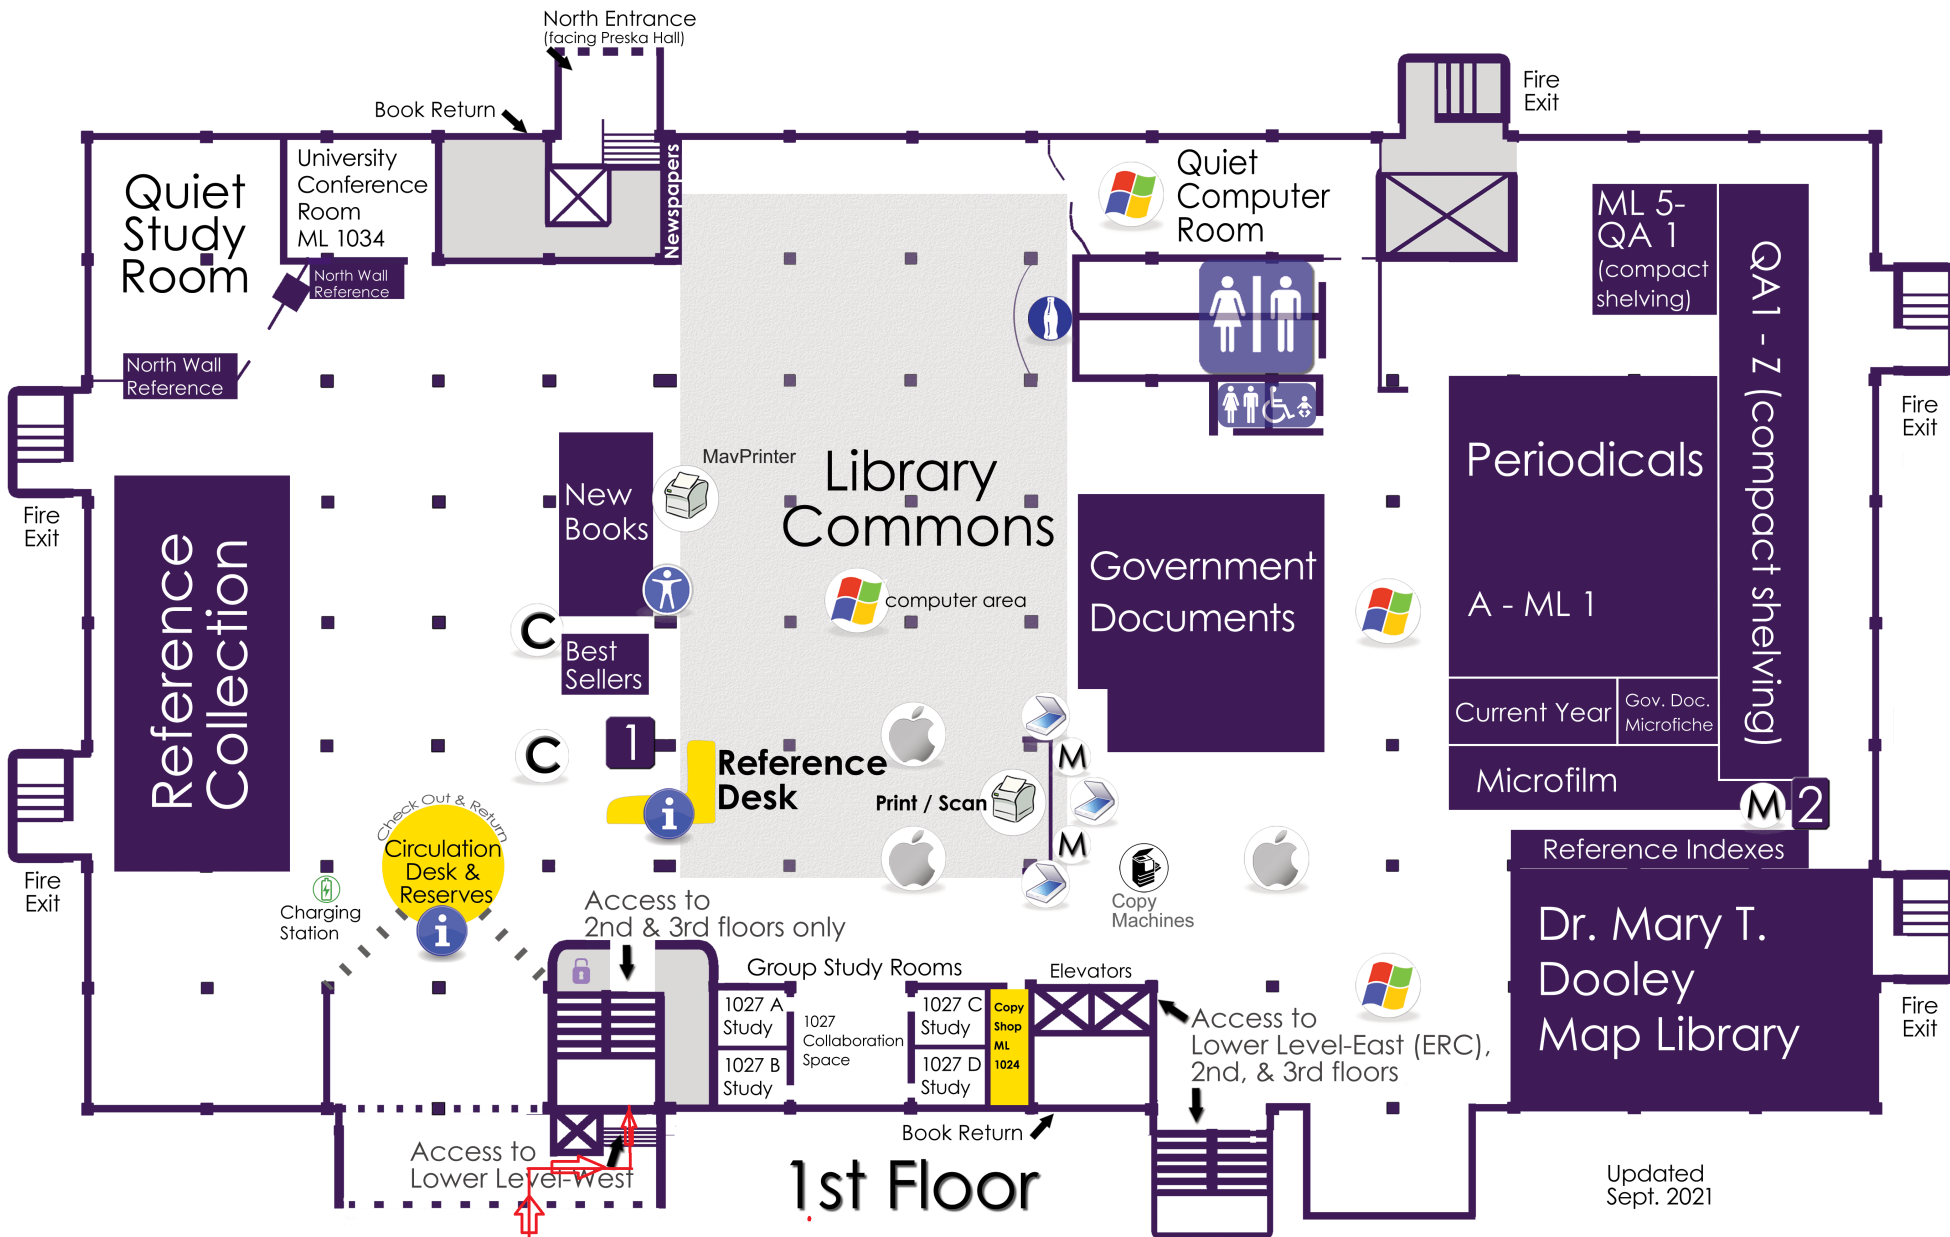 North Entrance
(facing Preska Hall)
Book Return
Fire
Exit
Quiet
Study
Room
University
Conference
Room
ML 1034
Newspapers
Quiet
Computer
Room
ML 5-
QA 1
(compact
shelving)
QA1 - Z (compact shelving)
North Wall
Reference
North Wall
Reference
Fire
Exit
Fire
Exit
Reference
Collection
New
Books
MavPrinter
Library
Commons
computer area
Government
Documents
Periodicals
A - ML 1
C
Best
Sellers
Current Year
Gov. Doc.
Microfiche
Microfilm
C
1
Reference
Desk
Print / Scan
M
M
M
2
Check Out & Return
Circulation
Desk &
Reserves
i
i
Reference Indexes
Fire
Exit
Charging
Station
Copy
Machines
Access to
2nd & 3rd floors only
Dr. Mary T.
Dooley
Map Library
Group Study Rooms
Elevators
1027 A
Study
1027 B
Study
1027
Collaboration
Space
1027 C
Study
1027 D
Study
Copy
Shop
ML
1024
Access to
Lower Level-East (ERC),
2nd, & 3rd floors
Fire
Exit
Access to
Lower Level-West
Book Return
1st Floor
Updated
Sept. 2021